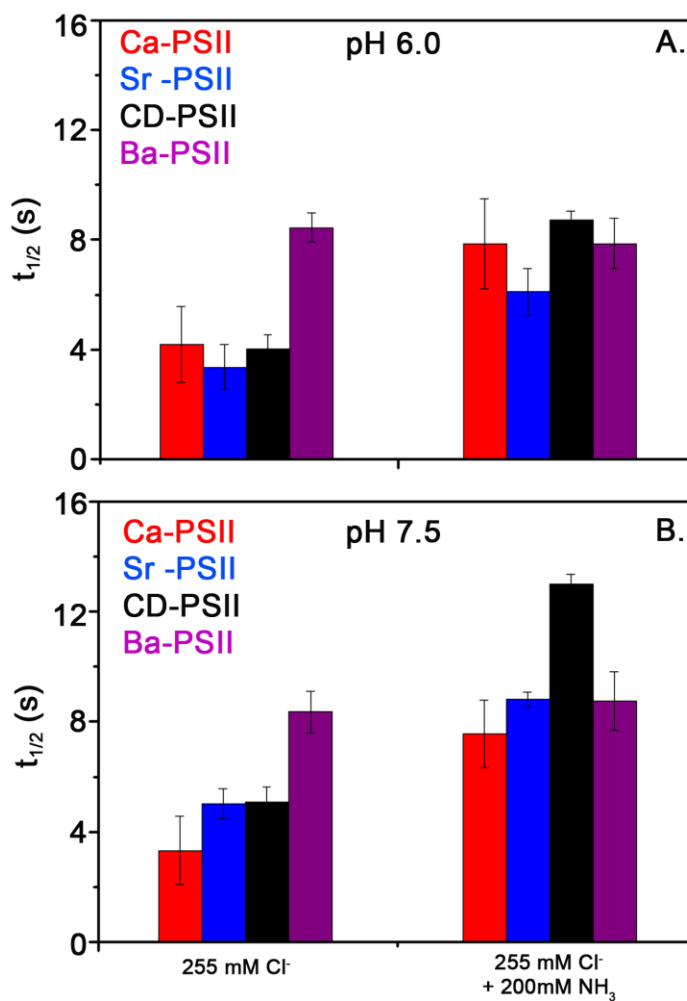 16
Ca-PSII
pH 6.0
A.
Sr -PSII
CD-PSII
12
Ba-PSII
t1/2 (s)
8
4
0
16
Ca-PSII
pH 7.5
B.
Sr -PSII
CD-PSII
12
Ba-PSII
t1/2 (s)
8
4
0
255 mM Cl-
255 mM Cl-
+ 200mM NH3